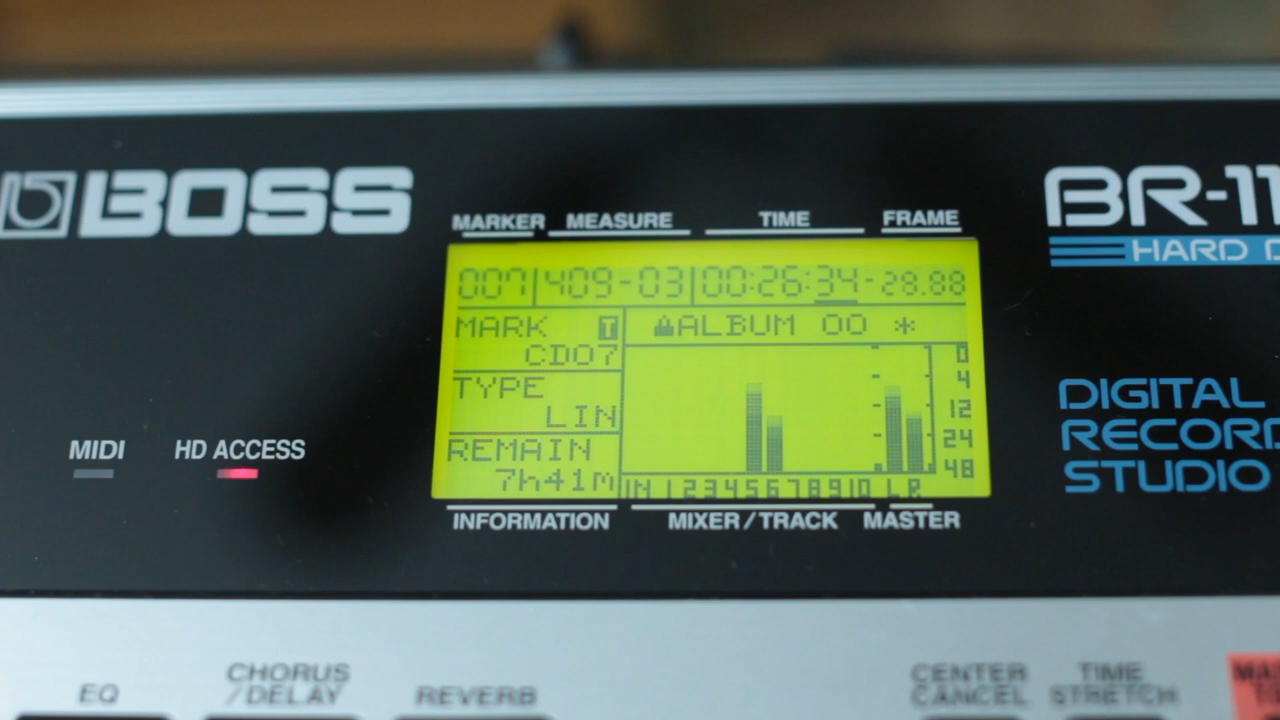 BOSS
BR-11
HARD D
MARKER MEASURE TIME FRAME
007 409-03 00:26:34-28.88
MARK T
CD07
ALBUM 00 *
TYPE
LIN
REMAIN
7h41m
0
4
12
24
48
IN 1 2 3 4 5 6 7 8 9 10 L R
INFORMATION MIXER/TRACK MASTER
MIDI HD ACCESS
DIGITAL
RECOR
STUDIO
EQ
CHORUS
/DELAY
REVERB
CENTER
CANCEL
TIME
STRETCH